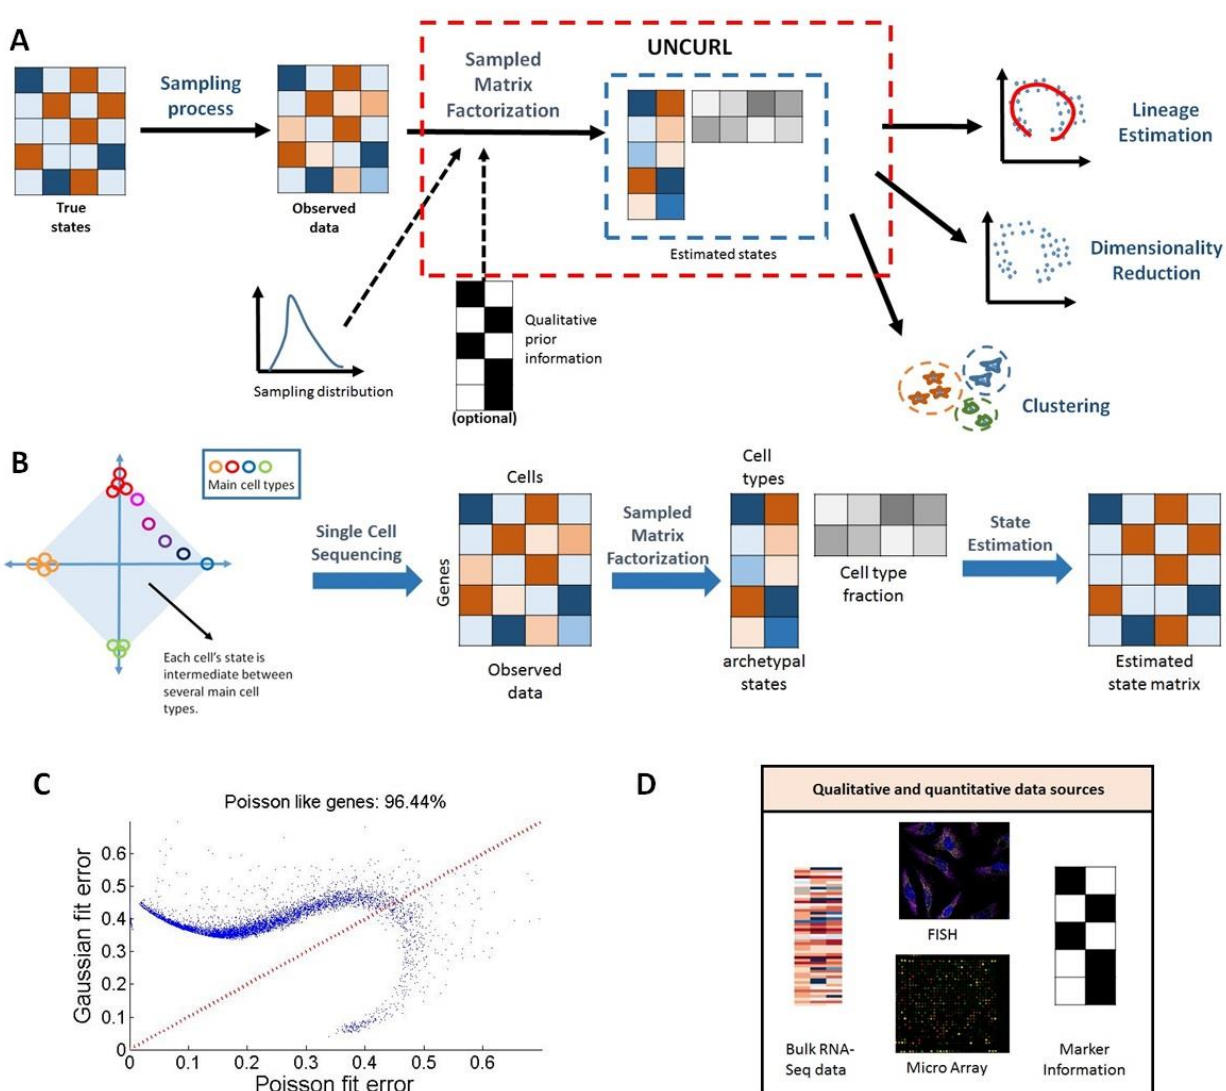 A
UNCURL
Sampled
Matrix
Factorization
Sampling
process
True
states
Observed
data
Estimated states
Lineage
Estimation
Dimensionality
Reduction
Clustering
Sampling distribution
Qualitative
prior
information
(optional)
B
Main cell types
Each cell's state is
intermediate between
several main cell
types.
Single Cell
Sequencing
Cells
Genes
Observed
data
Sampled
Matrix
Factorization
Cell
types
archetypal
states
Cell type
fraction
State
Estimation
Estimated
state matrix
C
Poisson like genes: 96.44%
Gaussian fit error
0.6
0.5
0.4
0.3
0.2
0.1
0
0 0.1 0.2 0.3 0.4 0.5 0.6
Poisson fit error
D
Qualitative and quantitative data sources
FISH
Bulk RNA-
Seq data
Micro Array
Marker
Information